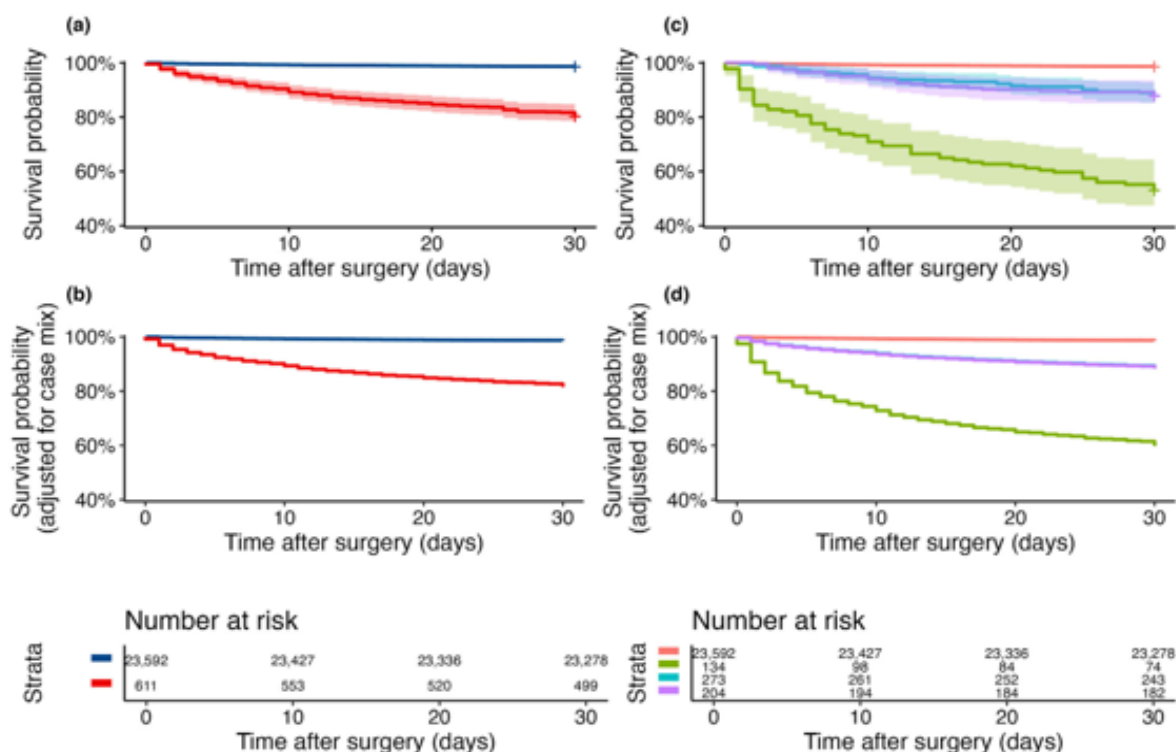 (a)
100%
80%
60%
40%
Survival probability
0 10 20 30
Time after surgery (days)
(c)
100%
80%
60%
40%
Survival probability
0 10 20 30
Time after surgery (days)
(b)
100%
80%
60%
40%
Survival probability
(adjusted for case mix)
0 10 20 30
Time after surgery (days)
(d)
100%
80%
60%
40%
Survival probability
(adjusted for case mix)
0 10 20 30
Time after surgery (days)
Number at risk
Strata
23,592 23,427 23,336 23,278
611 553 520 499
0 10 20 30
Time after surgery (days)
Number at risk
Strata
23,592 23,427 23,336 23,278
134 98 84 74
273 261 252 243
204 194 184 182
0 10 20 30
Time after surgery (days)